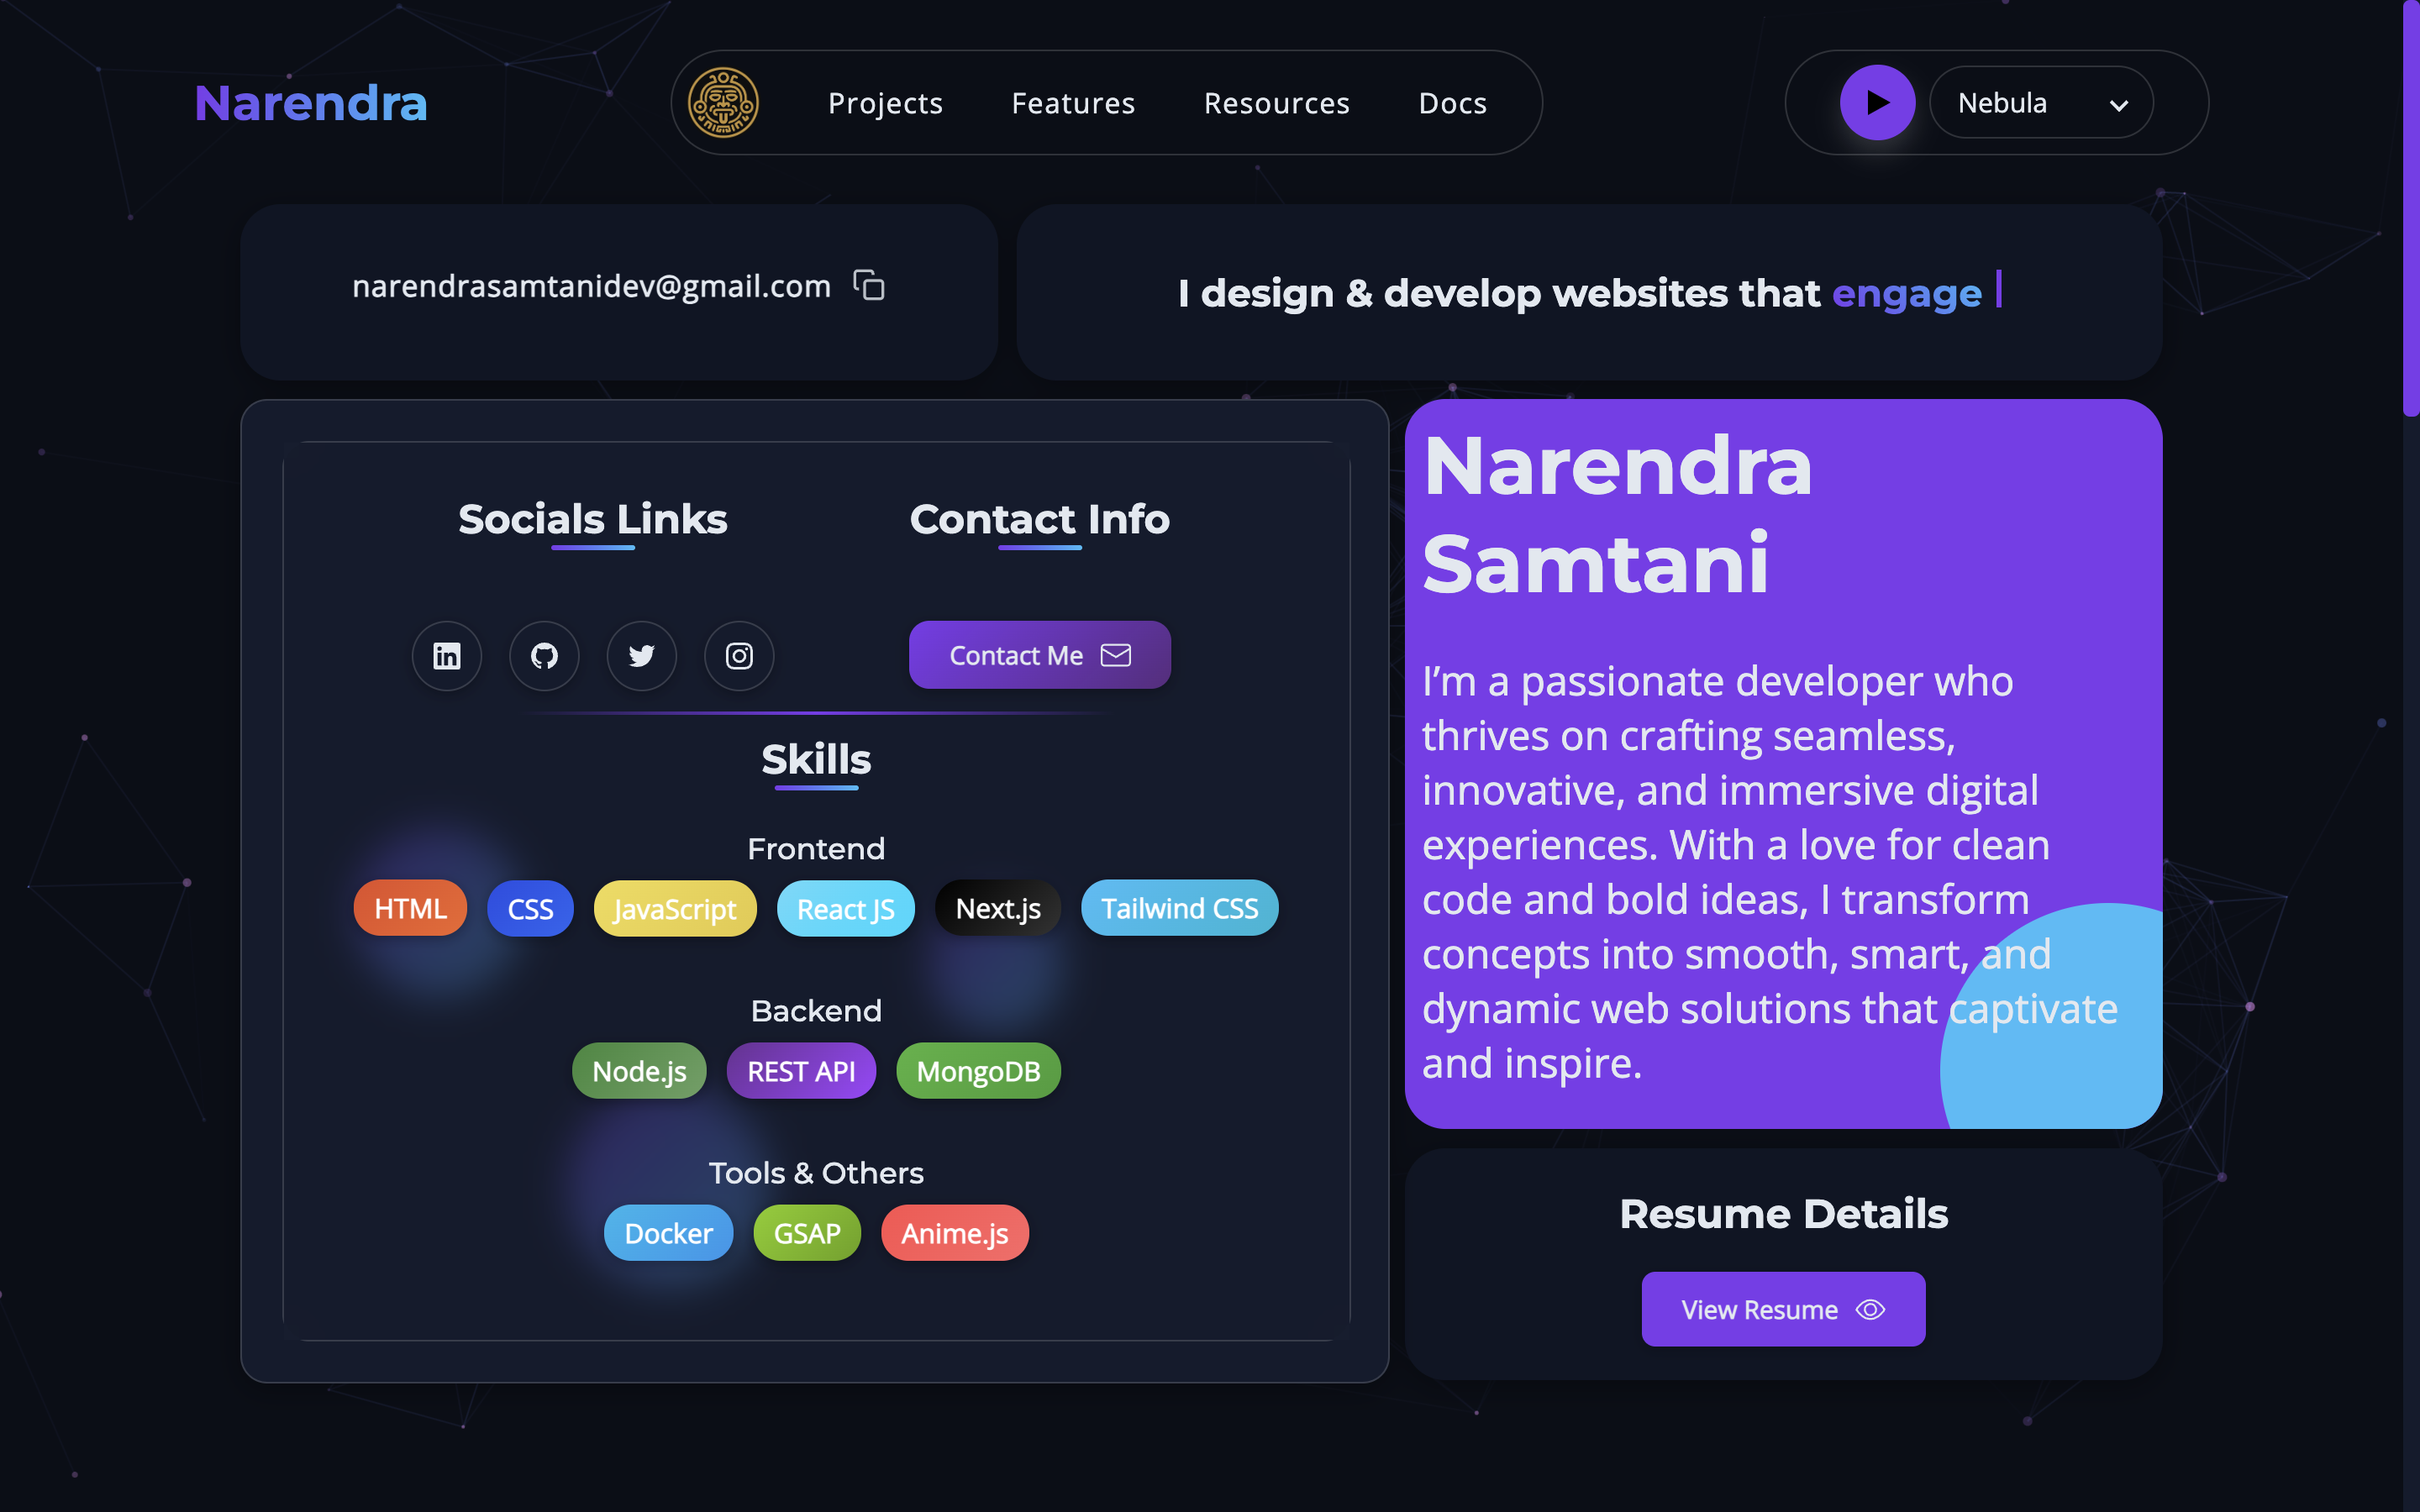 Narendra
Projects
Features
Resources
Docs
Nebula
narendrasamtanidev@gmail.com
I design & develop websites that engage
Socials Links
Contact Info
Contact Me
Skills
Frontend
HTML
CSS
JavaScript
React JS
Next.js
Tailwind CSS
Backend
Node.js
REST API
MongoDB
Tools & Others
Docker
GSAP
Anime.js
Narendra
Samtani
I’m a passionate developer who
thrives on crafting seamless,
innovative, and immersive digital
experiences. With a love for clean
code and bold ideas, I transform
concepts into smooth, smart, and
dynamic web solutions that captivate
and inspire.
Resume Details
View Resume